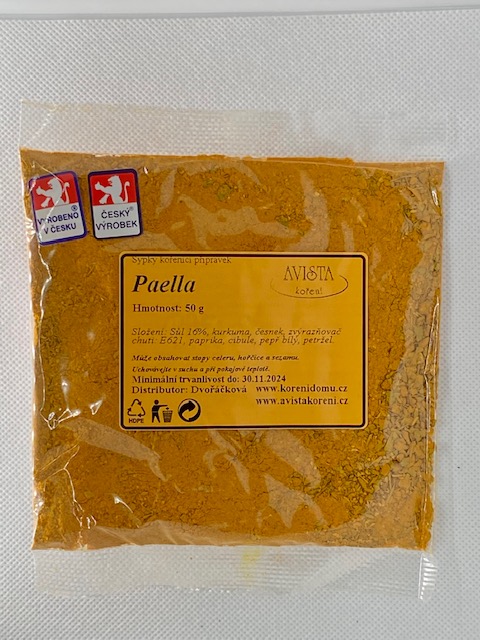 VYROBENO
V ČESKU
®
ČESKÝ
VÝROBEK
Sypký kořenící přípravek
AVISTA
koření
Paella
Hmotnost: 50 g
Složení: Sůl 16%, kurkuma, česnek, zvýrazňovač
chuti: E621, paprika, cibule, pepř bílý, petržel.
Může obsahovat stopy celeru, hořčice a sezamu.
Uchovávejte v suchu a při pokojové teplotě.
Minimální trvanlivost do: 30.11.2024
Distributor: Dvořáčková www.korenidomu.cz
www.avistakoreni.cz
HDPE